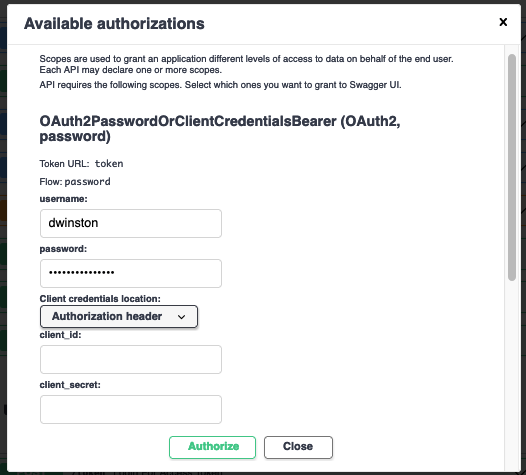 Available authorizations
Scopes are used to grant an application different levels of access to data on behalf of the end user.
Each API may declare one or more scopes.
API requires the following scopes. Select which ones you want to grant to Swagger UI.
OAuth2PasswordOrClientCredentialsBearer (OAuth2,
password)
Token URL: token
Flow: password
username:
dwinston
password:
•••••••••••••••
Client credentials location:
Authorization header
client_id:
client_secret:
Authorize
Close